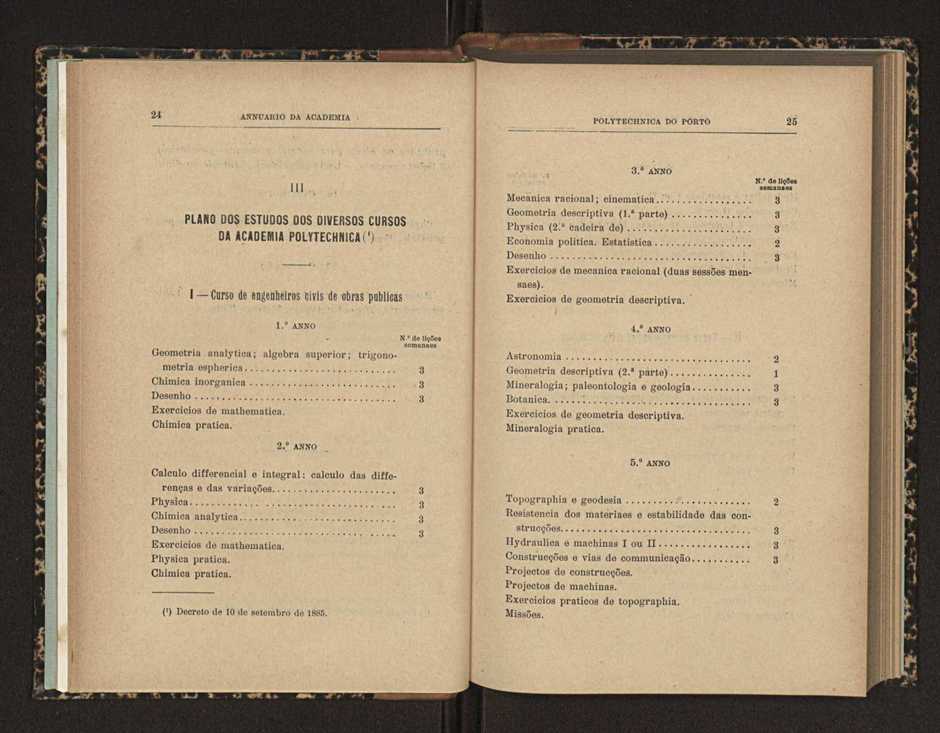 24 ANNUARIO DA ACADEMIA
III
PLANO DOS ESTUDOS DOS DIVERSOS CURSOS
DA ACADEMIA POLYTECHNICA (¹)
I — Curso de engenheiros civis de obras publicas
1.º ANNO
N.º de lições
semanaes
Geometria analytica; algebra superior; trigono-
metria espherica........................... 3
Chimica inorganica .......................... 3
Desenho .................................... 3
Exercicios de mathematica.
Chimica pratica.
2.º ANNO
Calculo differencial e integral: calculo das diffe-
renças e das variações...................... 3
Physica..................................... 3
Chimica analytica............................ 3
Desenho .................................... 3
Exercicios de mathematica.
Physica pratica.
Chimica pratica.
(¹) Decreto de 10 de setembro de 1885.
POLYTECHNICA DO PORTO 25
3.º ANNO
N.º de lições
semanaes
Mecanica racional; cinematica................. 3
Geometria descriptiva (1.ª parte) .............. 3
Physica (2.ª cadeira de) ...................... 3
Economia politica. Estatistica ................. 2
Desenho .................................... 3
Exercicios de mecanica racional (duas sessões men-
saes).
Exercicios de geometria descriptiva.
4.º ANNO
Astronomia ................................. 2
Geometria descriptiva (2.ª parte) .............. 1
Mineralogia; paleontologia e geologia........... 3
Botanica.................................... 3
Exercicios de geometria descriptiva.
Mineralogia pratica.
5.º ANNO
Topographia e geodesia ...................... 2
Resistencia dos materiaes e estabilidade das con-
strucções.................................. 3
Hydraulica e machinas I ou II................. 3
Construcções e vias de communicação........... 3
Projectos de construcções.
Projectos de machinas.
Exercicios praticos de topographia.
Missões.